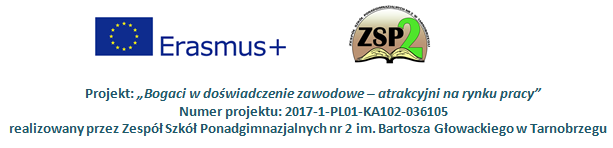 Erasmus+
ZSP2
Projekt: „Bogaci w doświadczenie zawodowe – atrakcyjni na rynku pracy”
Numer projektu: 2017-1-PL01-KA102-036105
realizowany przez Zespół Szkół Ponadgimnazjalnych nr 2 im. Bartosza Głowackiego w Tarnobrzegu